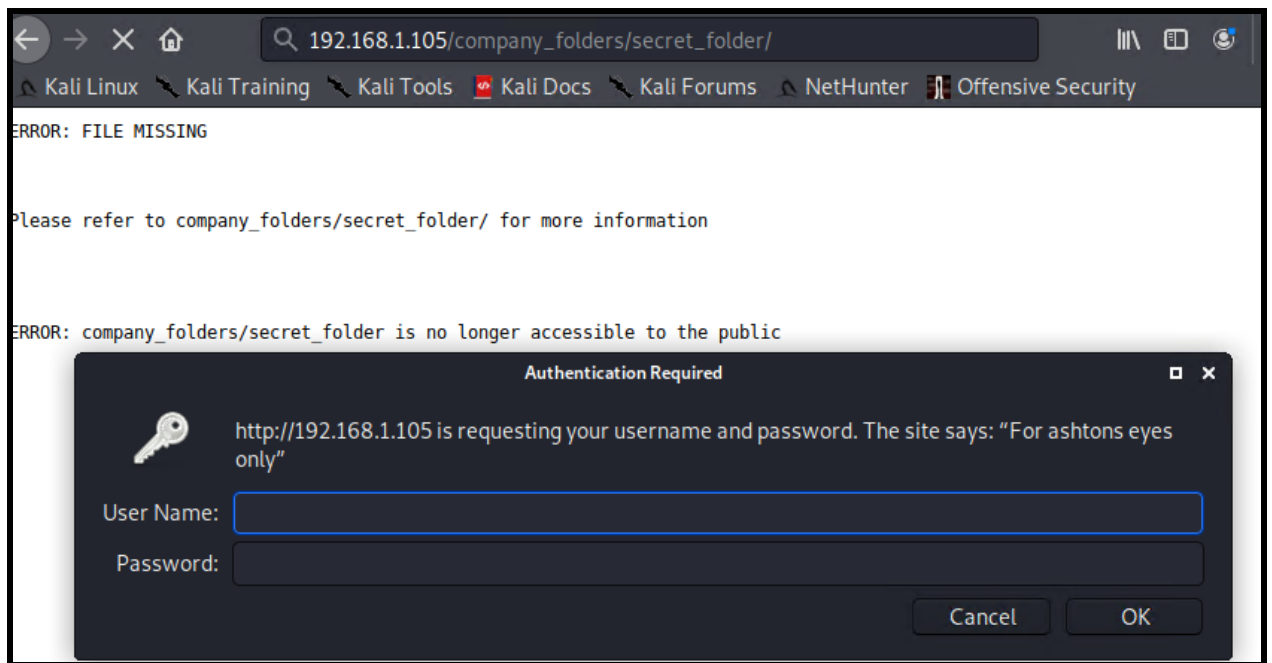 192.168.1.105/company_folders/secret_folder/
Kali Linux Kali Training Kali Tools Kali Docs Kali Forums NetHunter Offensive Security
ERROR: FILE MISSING
Please refer to company_folders/secret_folder/ for more information
ERROR: company_folders/secret_folder is no longer accessible to the public
Authentication Required
http://192.168.1.105 is requesting your username and password. The site says: “For ashtons eyes
only”
User Name:
Password:
Cancel OK